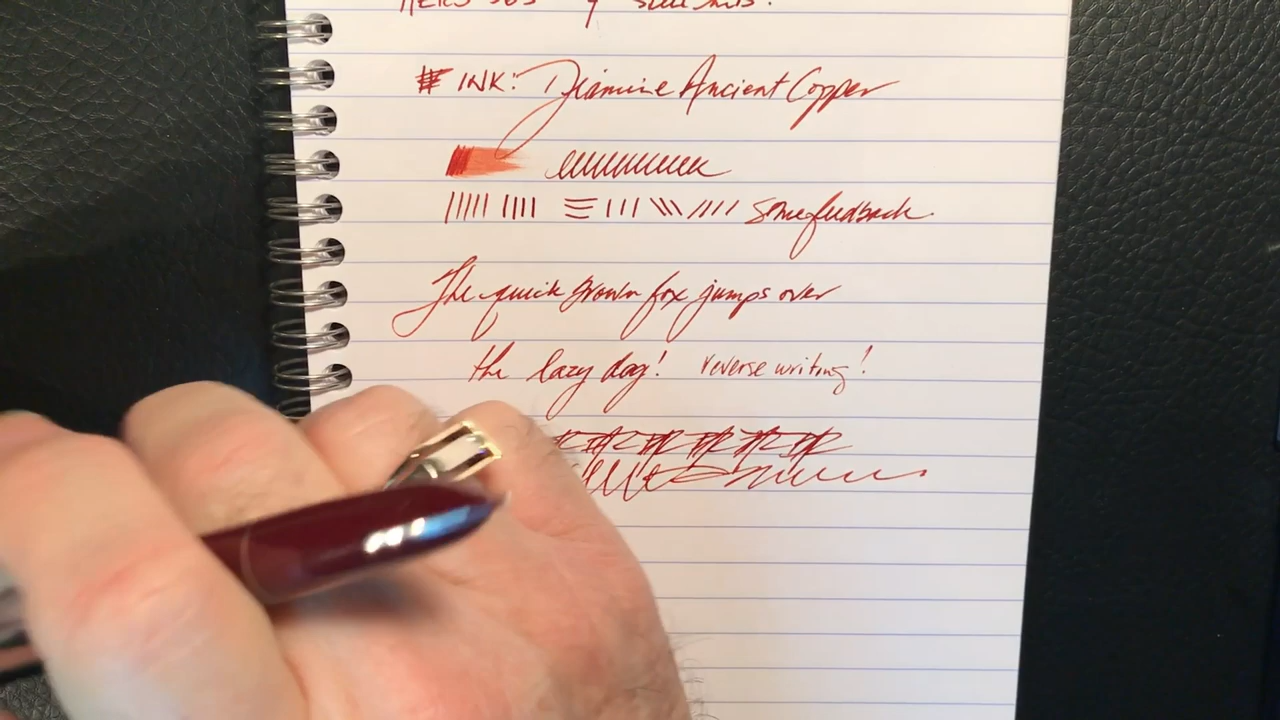 INK: Diamine Ancient Copper
Some feedback.
The quick brown fox jumps over
the lazy dog! reverse writing!